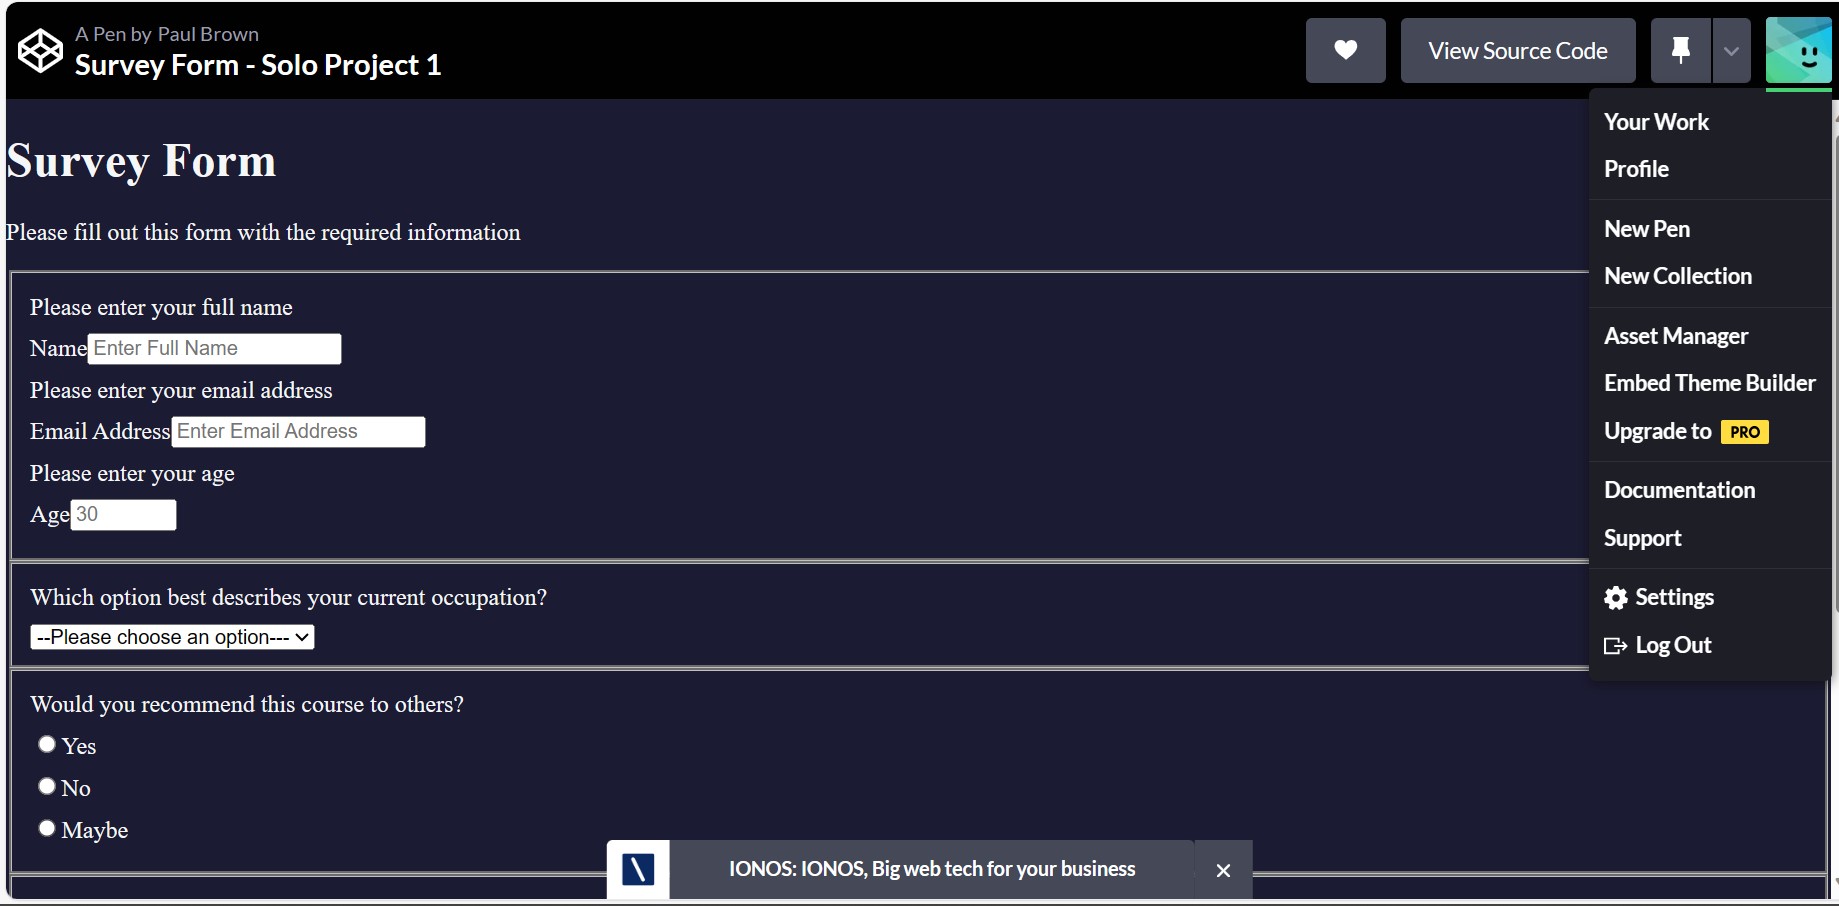 A Pen by Paul Brown
Survey Form - Solo Project 1
View Source Code
Your Work
Profile
New Pen
New Collection
Asset Manager
Embed Theme Builder
Upgrade to PRO
Documentation
Support
Settings
Log Out
Survey Form
Please fill out this form with the required information
Please enter your full name
Name Enter Full Name
Please enter your email address
Email Address Enter Email Address
Please enter your age
Age 30
Which option best describes your current occupation?
--Please choose an option---
Would you recommend this course to others?
Yes
No
Maybe
IONOS: IONOS, Big web tech for your business